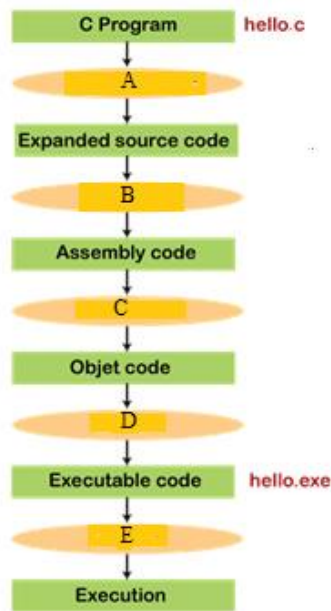 C Program hello.c
A
Expanded source code
B
Assembly code
C
Objet code
D
Executable code hello.exe
E
Execution